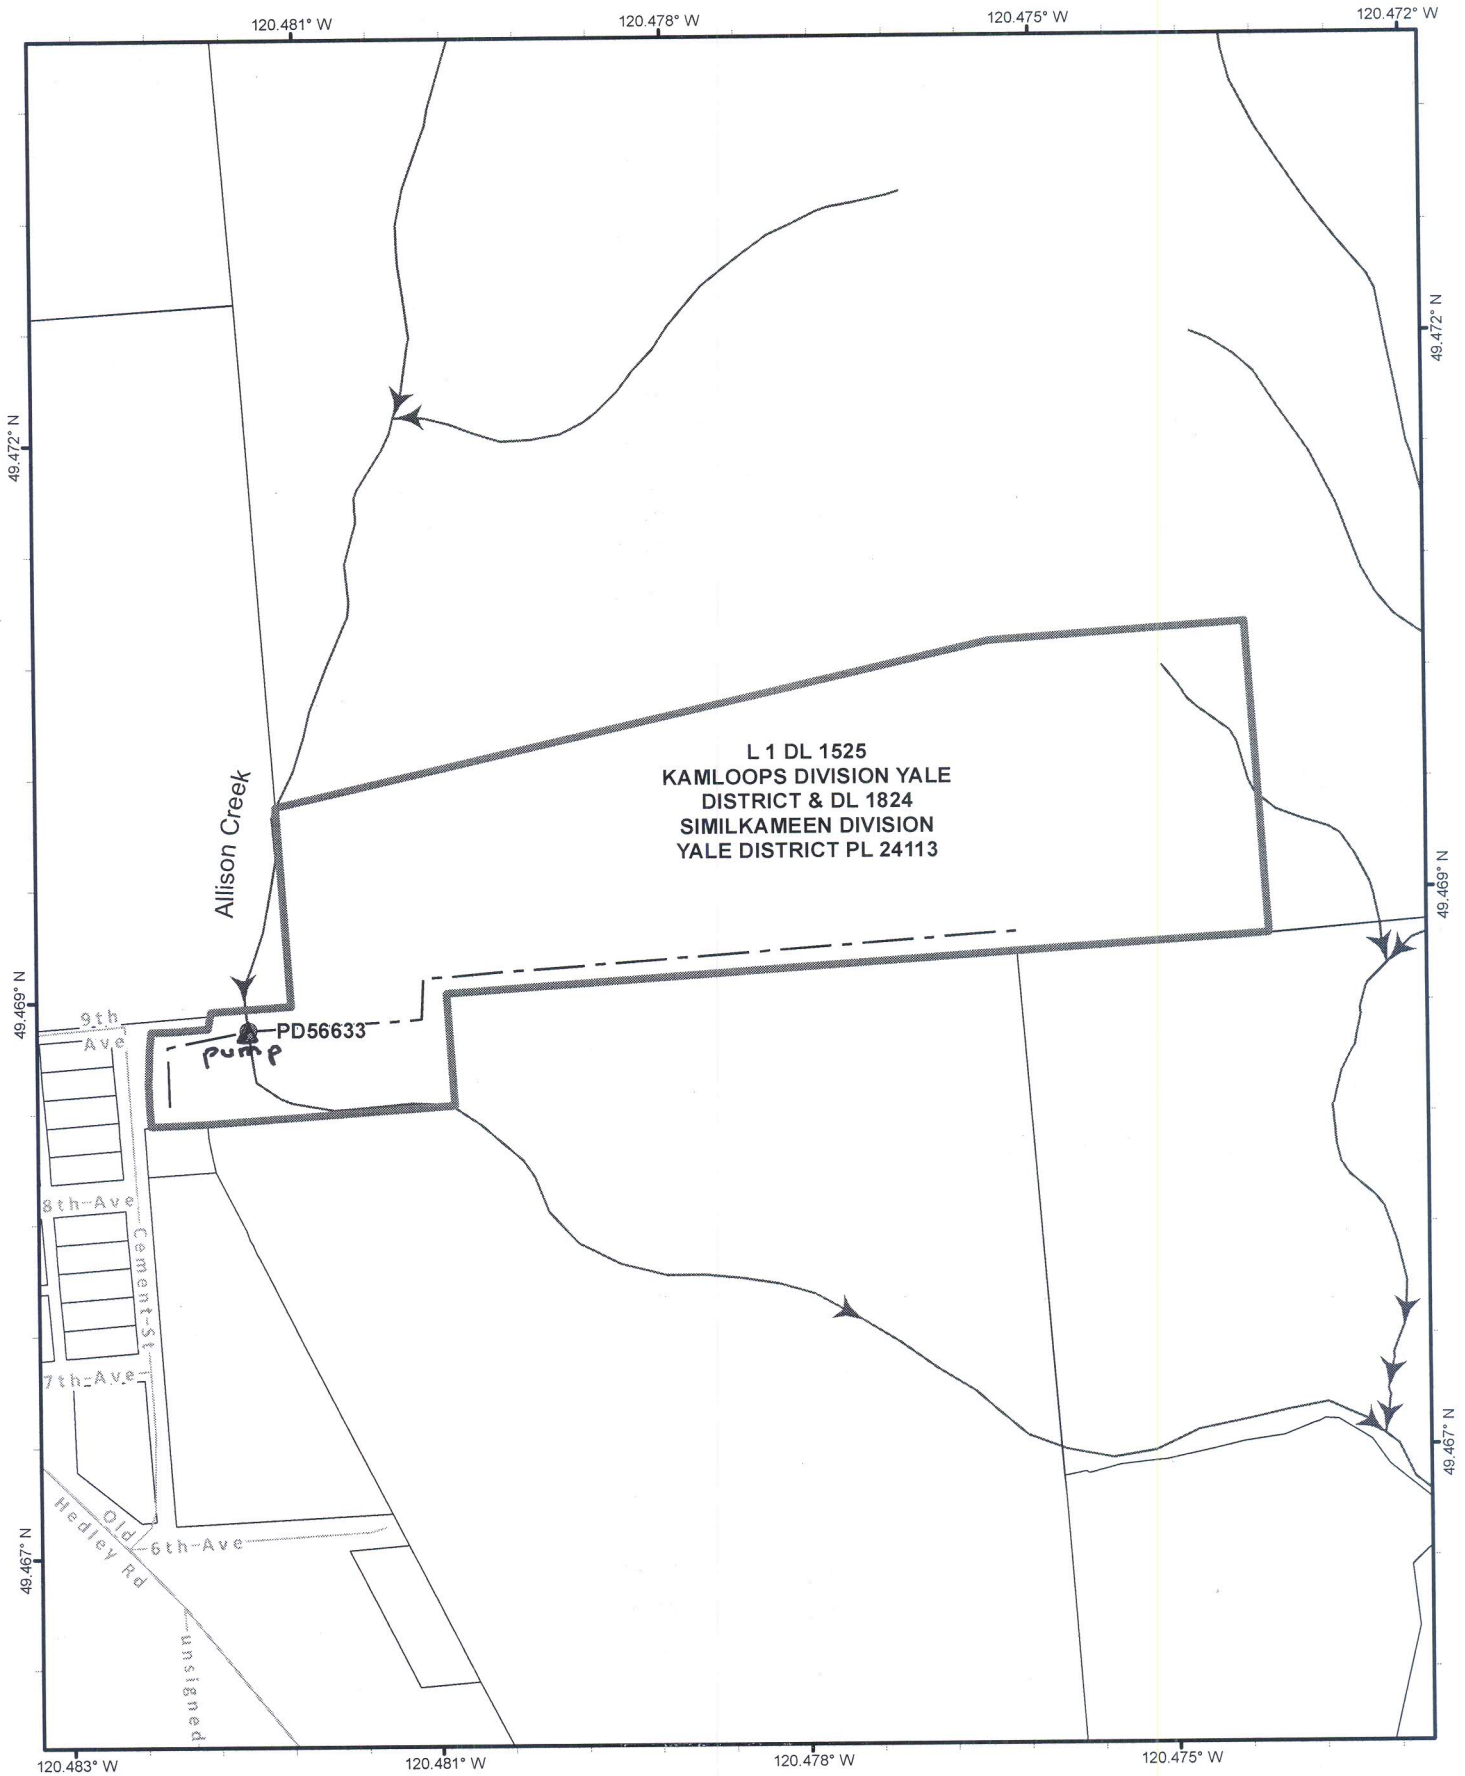 120.481° W
120.478° W
120.475° W
120.472° W
49.472° N
49.472° N
L 1 DL 1525
KAMLOOPS DIVISION YALE
DISTRICT & DL 1824
SIMILKAMEEN DIVISION
YALE DISTRICT PL 24113
Allison Creek
49.469° N
49.469° N
9th
Ave
PD56633
pump
8th-Ave
Cement-St
7th-Ave
49.467° N
Old
Hedley Rd
6th-Ave
49.467° N
unsigned
120.483° W
120.481° W
120.478° W
120.475° W